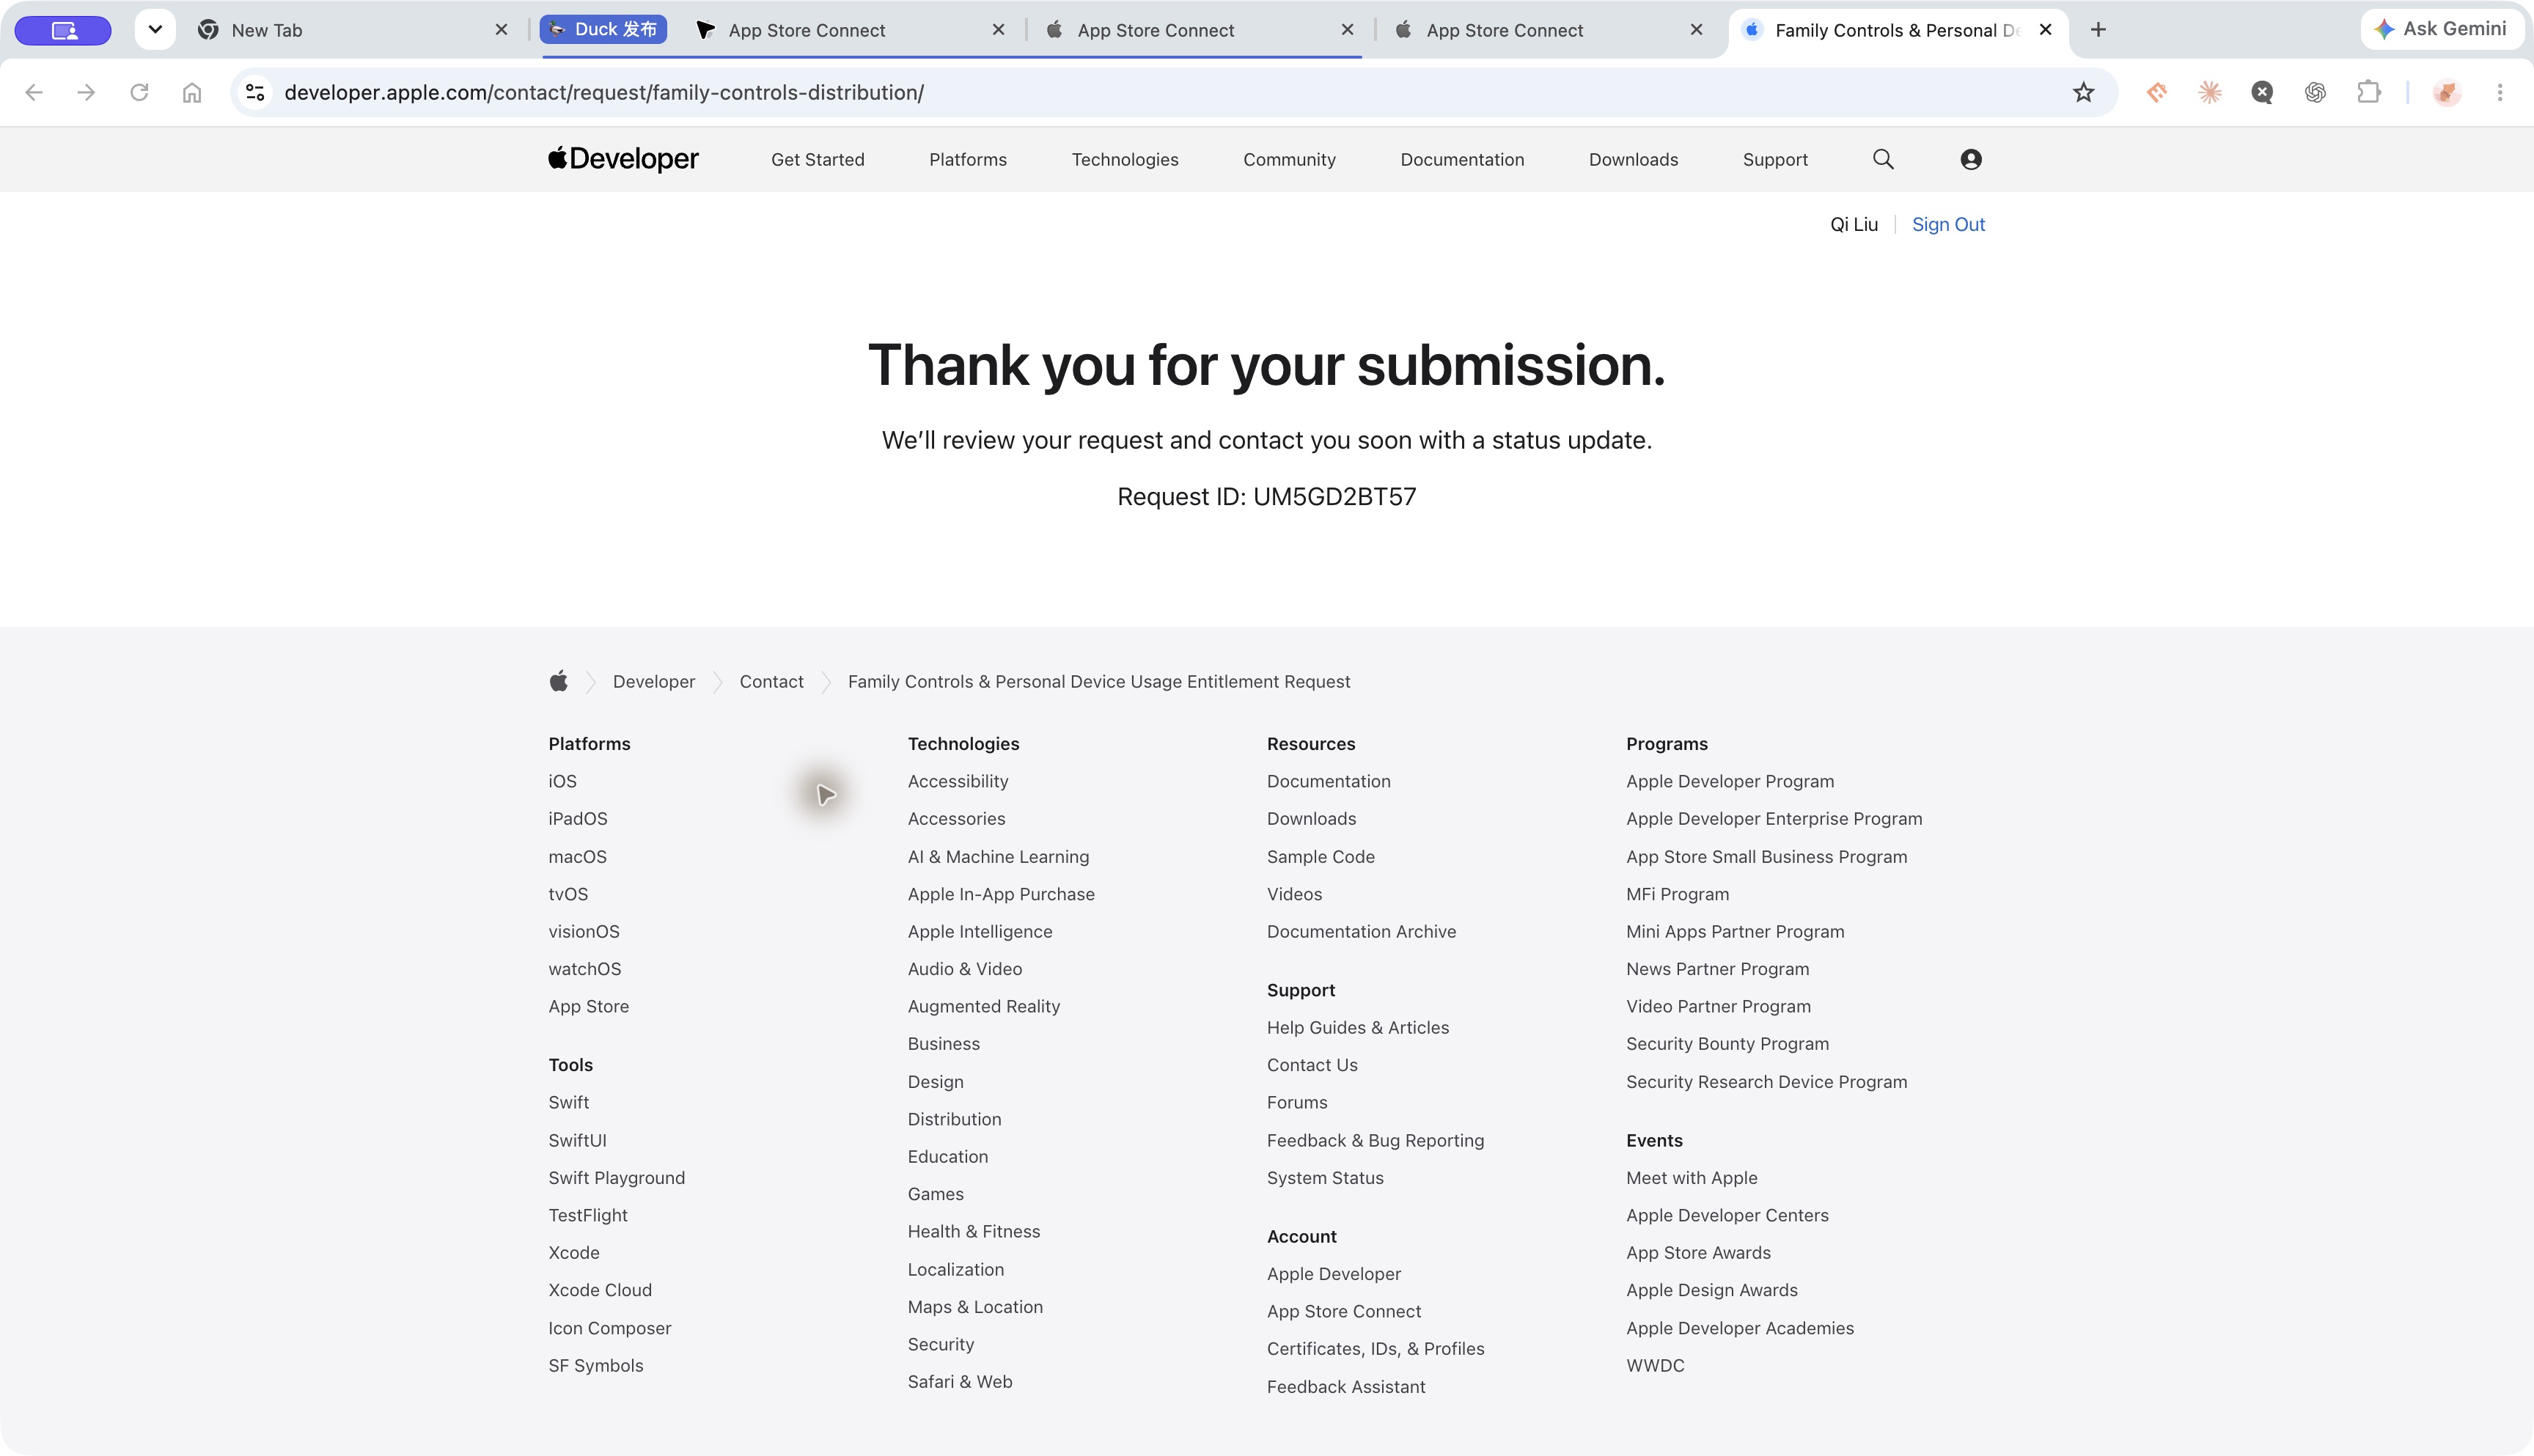 New Tab
Duck 发布
App Store Connect
App Store Connect
App Store Connect
Family Controls & Personal De
Ask Gemini
developer.apple.com/contact/request/family-controls-distribution/
Developer
Get Started
Platforms
Technologies
Community
Documentation
Downloads
Support
Qi Liu
Sign Out
Thank you for your submission.
We’ll review your request and contact you soon with a status update.
Request ID: UM5GD2BT57
Developer
Contact
Family Controls & Personal Device Usage Entitlement Request
Platforms
iOS
iPadOS
macOS
tvOS
visionOS
watchOS
App Store
Tools
Swift
SwiftUI
Swift Playground
TestFlight
Xcode
Xcode Cloud
Icon Composer
SF Symbols
Technologies
Accessibility
Accessories
AI & Machine Learning
Apple In-App Purchase
Apple Intelligence
Audio & Video
Augmented Reality
Business
Design
Distribution
Education
Games
Health & Fitness
Localization
Maps & Location
Security
Safari & Web
Resources
Documentation
Downloads
Sample Code
Videos
Documentation Archive
Support
Help Guides & Articles
Contact Us
Forums
Feedback & Bug Reporting
System Status
Account
Apple Developer
App Store Connect
Certificates, IDs, & Profiles
Feedback Assistant
Programs
Apple Developer Program
Apple Developer Enterprise Program
App Store Small Business Program
MFi Program
Mini Apps Partner Program
News Partner Program
Video Partner Program
Security Bounty Program
Security Research Device Program
Events
Meet with Apple
Apple Developer Centers
App Store Awards
Apple Design Awards
Apple Developer Academies
WWDC